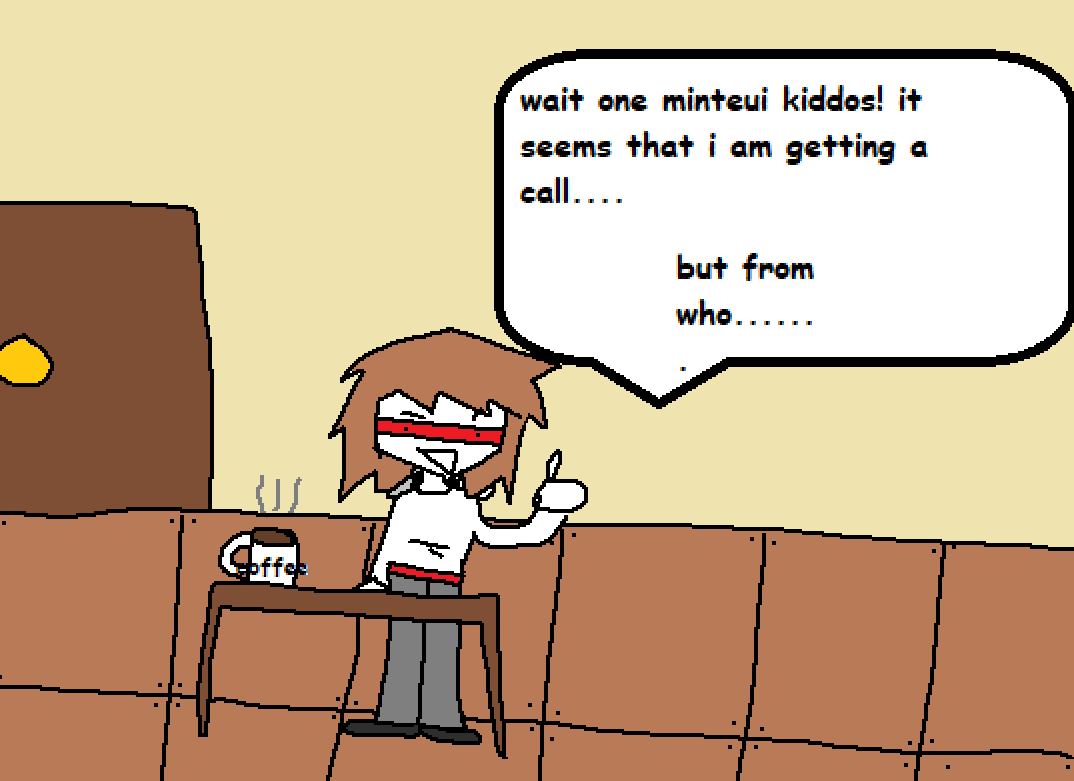 wait one minteui kiddos! it
seems that i am getting a
call....
but from
who......
.
coffee